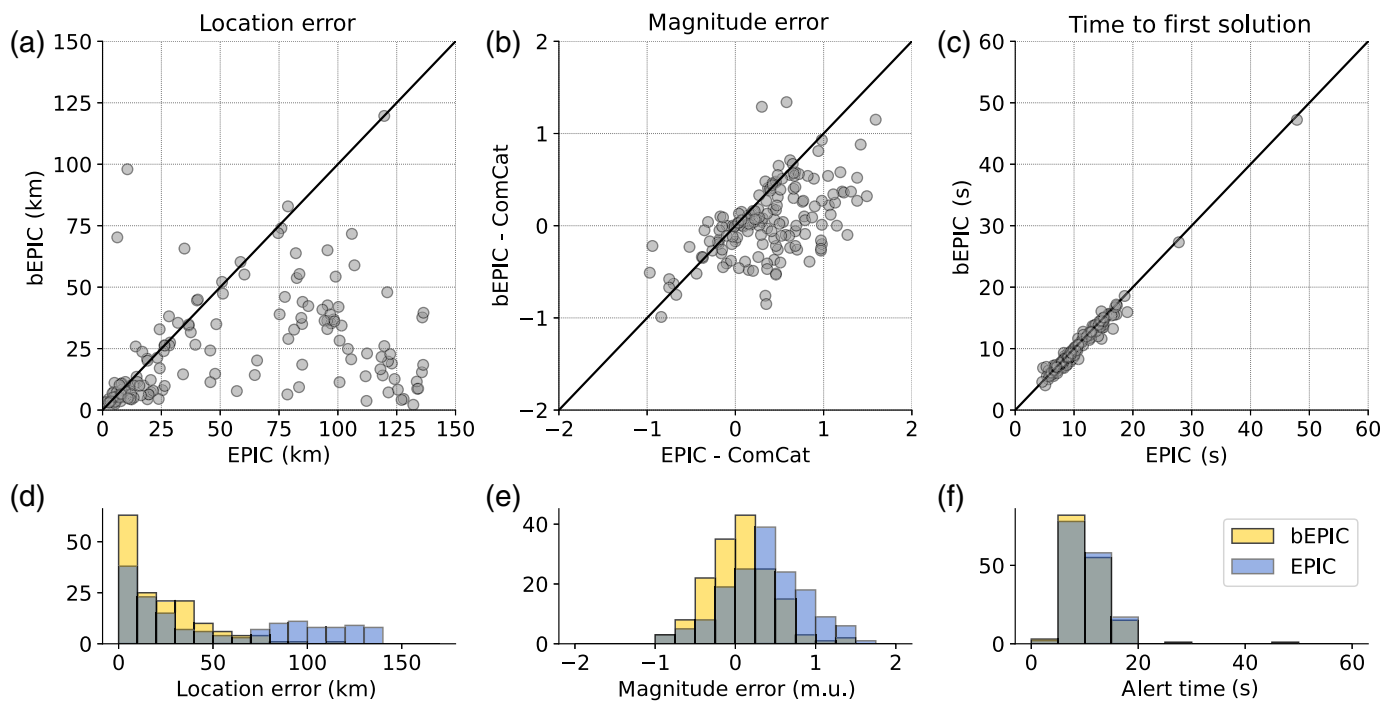 (a)
Location error
150
125
100
75
50
25
0
bEPIC (km)
0 25 50 75 100 125 150
EPIC (km)
(b)
Magnitude error
2
1
0
−1
−2
bEPIC - ComCat
−2 −1 0 1 2
EPIC - ComCat
(c)
Time to first solution
60
50
40
30
20
10
0
bEPIC (s)
0 10 20 30 40 50 60
EPIC (s)
(d)
50
25
0
0 50 100 150
Location error (km)
(e)
40
20
0
−2 −1 0 1 2
Magnitude error (m.u.)
(f)
50
0
0 20 40 60
Alert time (s)
bEPIC
EPIC